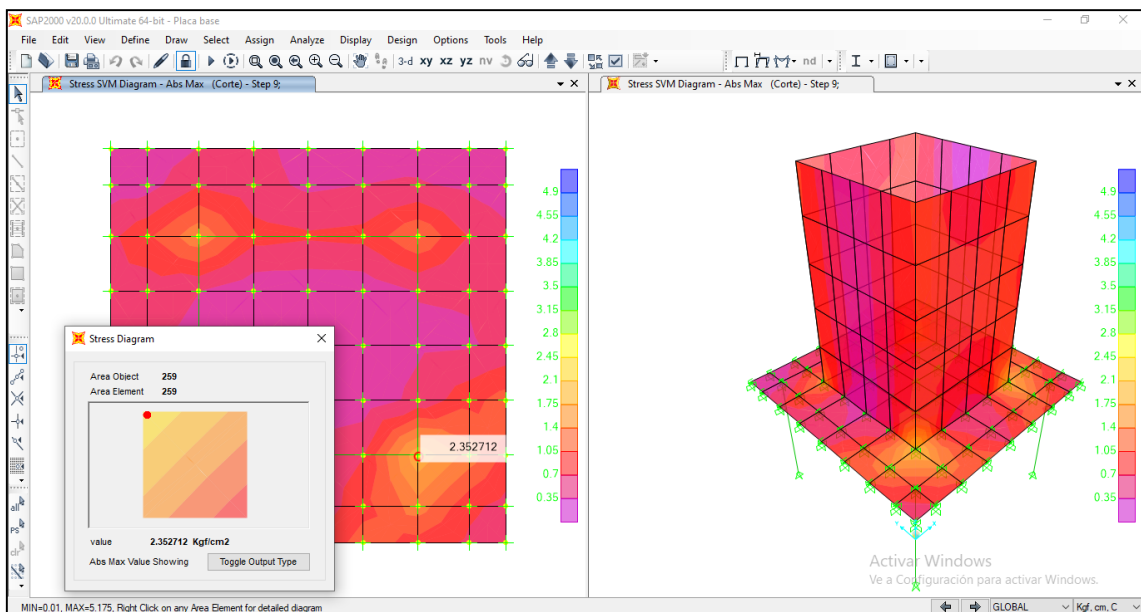 SAP2000 v20.0.0 Ultimate 64-bit - Placa base
File Edit View Define Draw Select Assign Analyze Display Design Options Tools Help
3-d xy xz yz nv nd
Stress SVM Diagram - Abs Max (Corte) - Step 9;
4.9
4.55
4.2
3.85
3.5
3.15
2.8
2.45
2.1
1.75
1.4
1.05
0.7
0.35
2.352712
Stress Diagram
Area Object 259
Area Element 259
value 2.352712 Kgf/cm2
Abs Max Value Showing Toggle Output Type
Stress SVM Diagram - Abs Max (Corte) - Step 9;
4.9
4.55
4.2
3.85
3.5
3.15
2.8
2.45
2.1
1.75
1.4
1.05
0.7
0.35
Activar Windows
Ve a Configuración para activar Windows.
all
PS
clr
MIN=0.01, MAX=5.175, Right Click on any Area Element for detailed diagram
GLOBAL
Kgf, cm, C